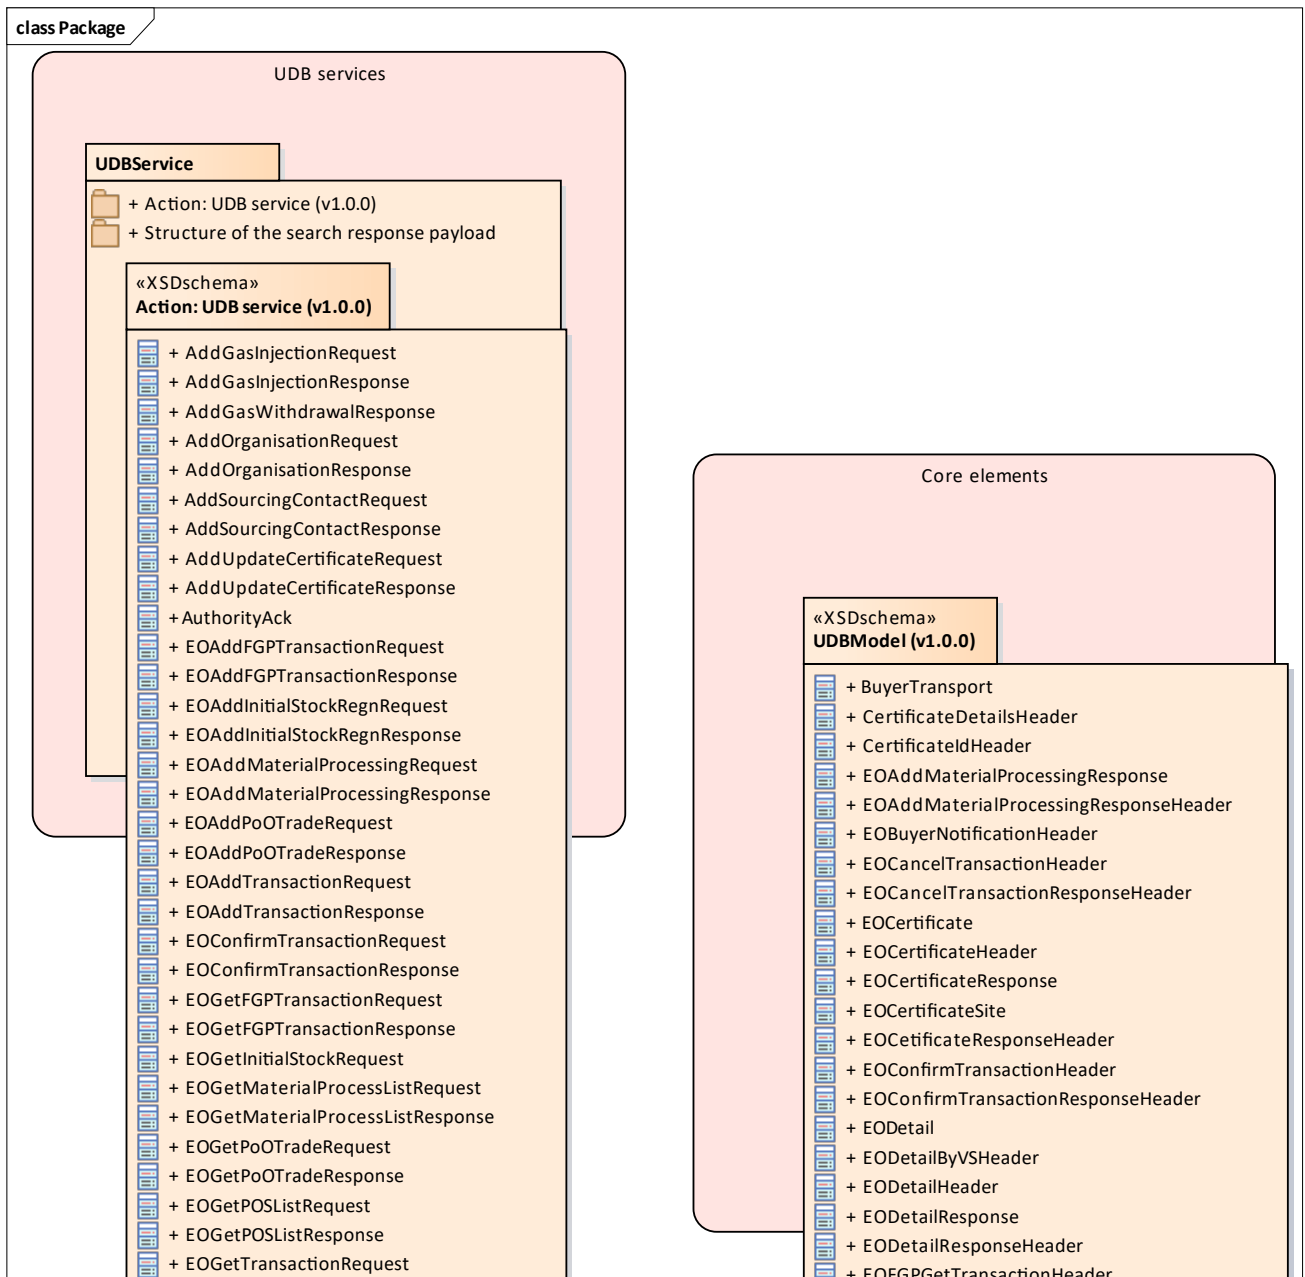 class Package
UDB services
UDBService
+ Action: UDB service (v1.0.0)
+ Structure of the search response payload
«XSDschema»
Action: UDB service (v1.0.0)
+ AddGasInjectionRequest
+ AddGasInjectionResponse
+ AddGasWithdrawalResponse
+ AddOrganisationRequest
+ AddOrganisationResponse
+ AddSourcingContactRequest
+ AddSourcingContactResponse
+ AddUpdateCertificateRequest
+ AddUpdateCertificateResponse
+ AuthorityAck
+ EOAddFGPTransactionRequest
+ EOAddFGPTransactionResponse
+ EOAddInitialStockRegnRequest
+ EOAddInitialStockRegnResponse
+ EOAddMaterialProcessingRequest
+ EOAddMaterialProcessingResponse
+ EOAddPoOTradeRequest
+ EOAddPoOTradeResponse
+ EOAddTransactionRequest
+ EOAddTransactionResponse
+ EOConfirmTransactionRequest
+ EOConfirmTransactionResponse
+ EOGetFGPTransactionRequest
+ EOGetFGPTransactionResponse
+ EOGetInitialStockRequest
+ EOGetMaterialProcessListRequest
+ EOGetMaterialProcessListResponse
+ EOGetPoOTradeRequest
+ EOGetPoOTradeResponse
+ EOGetPOSListRequest
+ EOGetPOSListResponse
+ EOGetTransactionRequest
Core elements
«XSDschema»
UDBModel (v1.0.0)
+ BuyerTransport
+ CertificateDetailsHeader
+ CertificateIdHeader
+ EOAddMaterialProcessingResponse
+ EOAddMaterialProcessingResponseHeader
+ EOBuyerNotificationHeader
+ EOCancelTransactionHeader
+ EOCancelTransactionResponseHeader
+ EOCertificate
+ EOCertificateHeader
+ EOCertificateResponse
+ EOCertificateSite
+ EOCetificateResponseHeader
+ EOConfirmTransactionHeader
+ EOConfirmTransactionResponseHeader
+ EODetail
+ EODetailByVSHeader
+ EODetailHeader
+ EODetailResponse
+ EODetailResponseHeader
+ EOFGPGetTransactionHeader